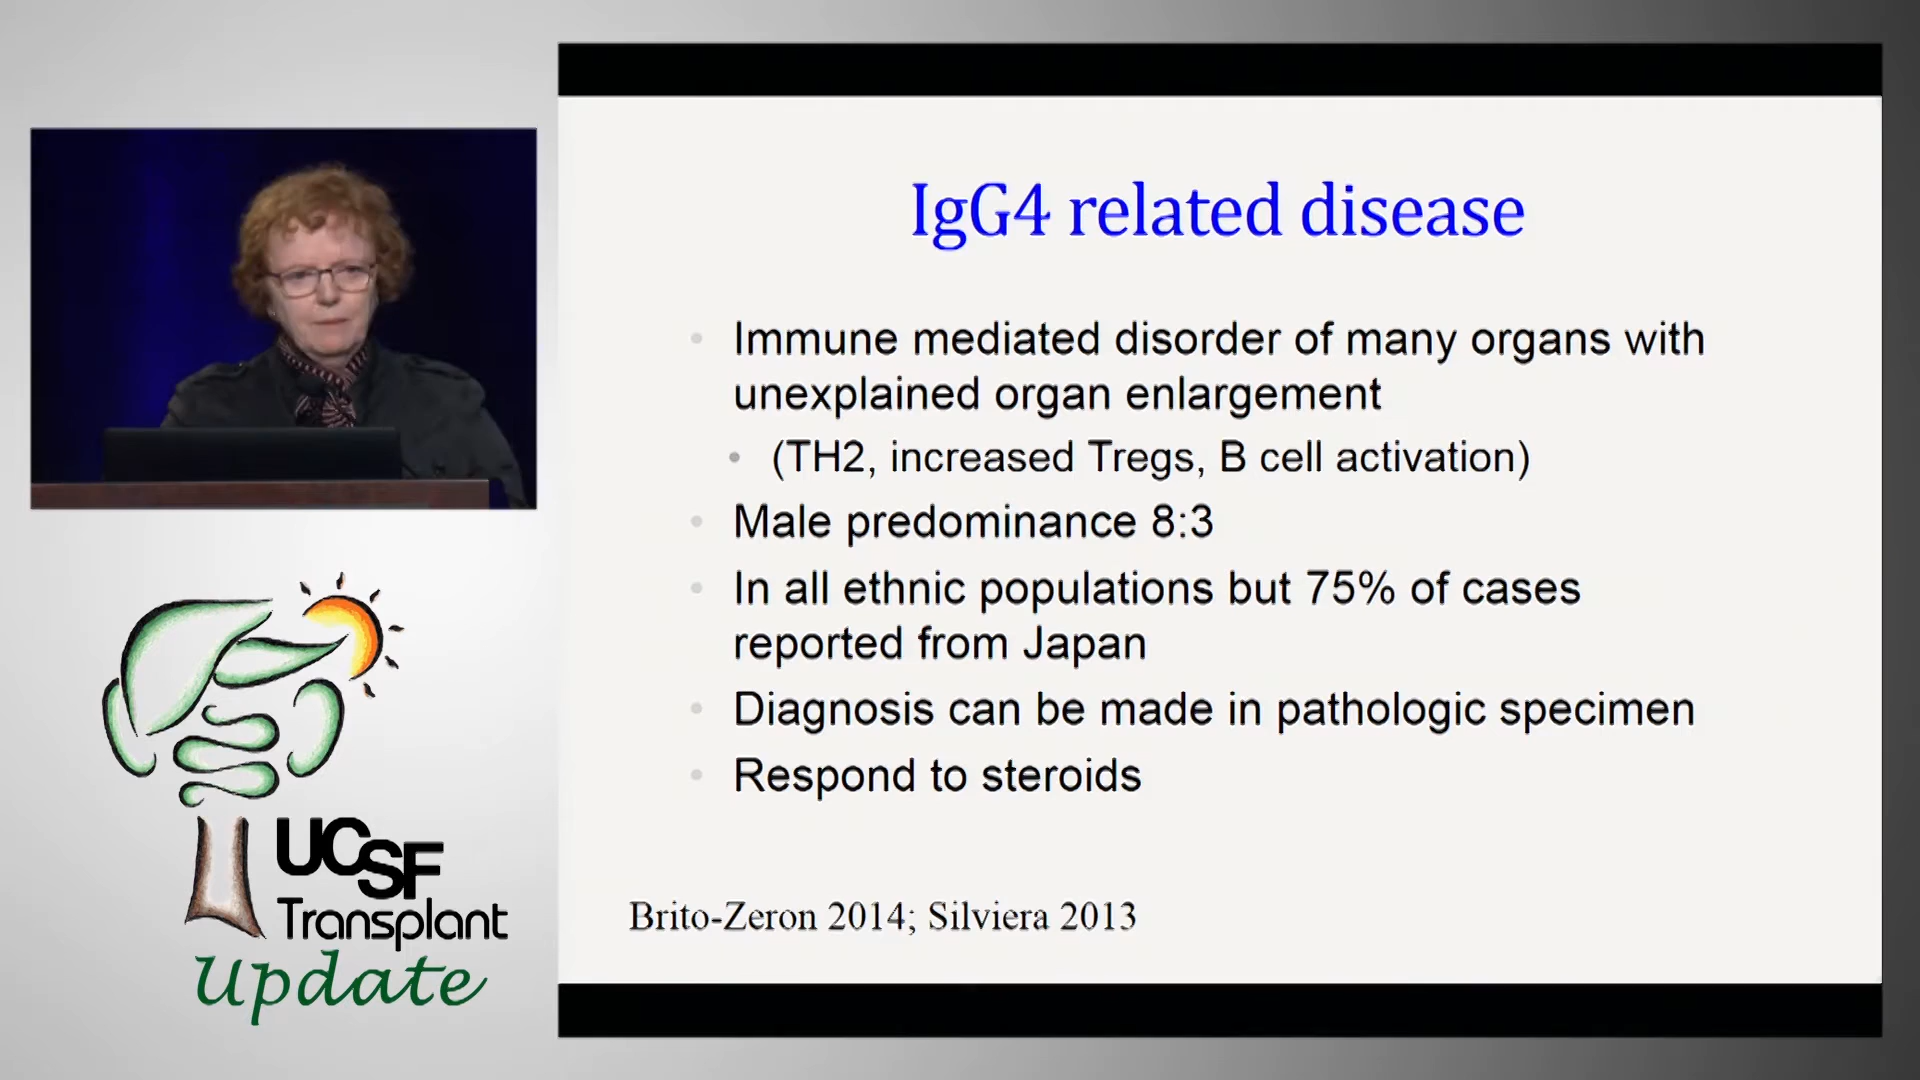 IgG4 related disease
Immune mediated disorder of many organs with
unexplained organ enlargement
(TH2, increased Tregs, B cell activation)
Male predominance 8:3
In all ethnic populations but 75% of cases
reported from Japan
Diagnosis can be made in pathologic specimen
Respond to steroids
Brito-Zeron 2014; Silviera 2013
UCSF
Transplant
Update